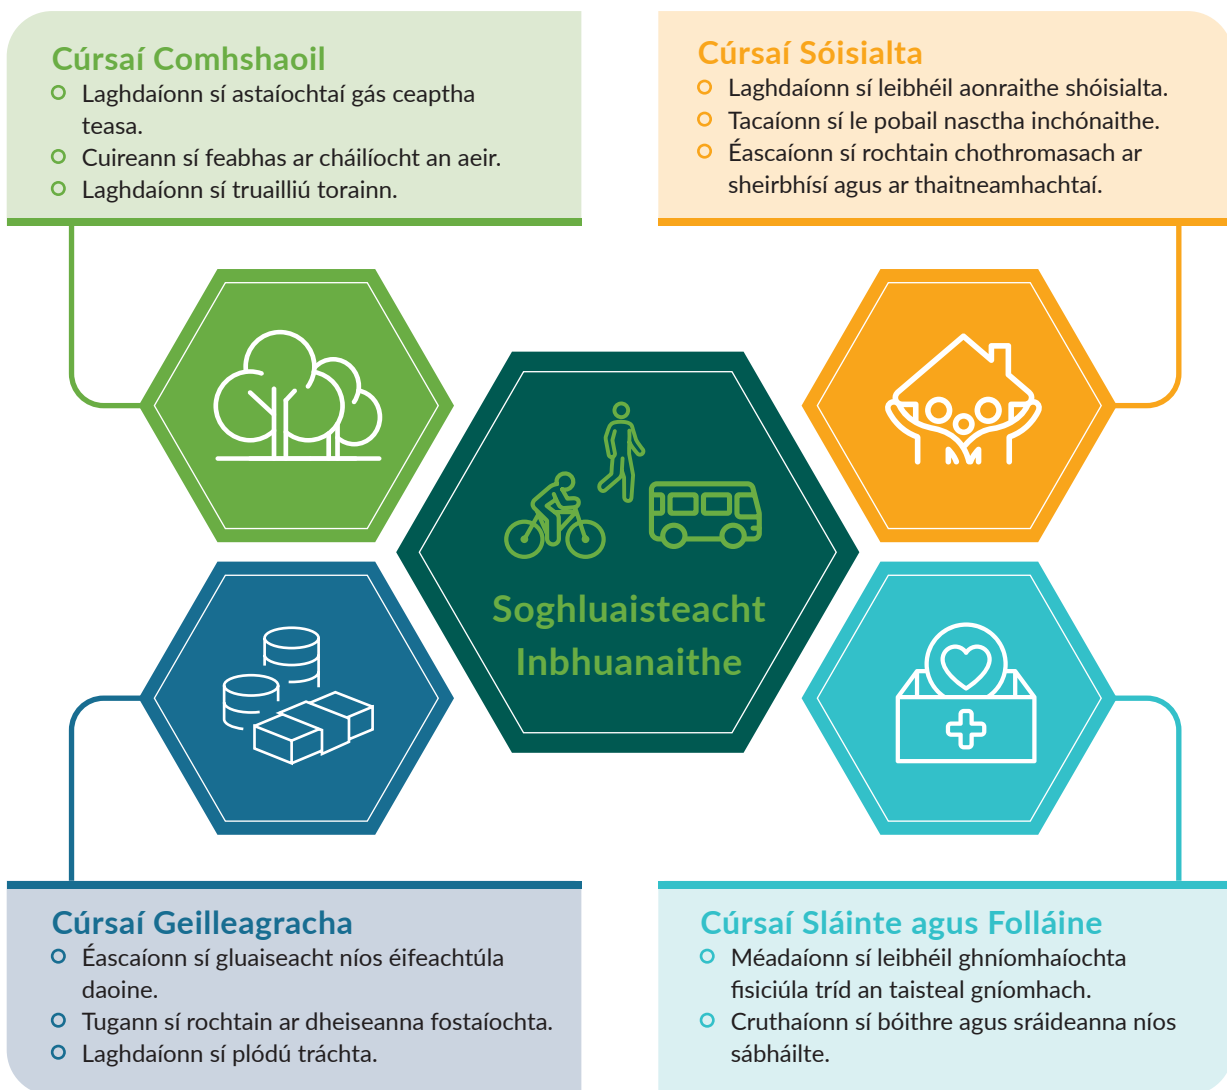 Cúrsaí Comhshaoil
Laghdaíonn sí astaíochtaí gás ceaptha
teasa.
Cuireann sí feabhas ar cháilíocht an aeir.
Laghdaíonn sí truailliú torainn.
Cúrsaí Sóisialta
Laghdaíonn sí leibhéil aonraithe shóisialta.
Tacaíonn sí le pobail nasctha inchónaithe.
Éascaíonn sí rochtain chothromasach ar
sheirbhísí agus ar thaitneamhachtaí.
Soghluaisteacht
Inbhuanaithe
Cúrsaí Geilleagracha
Éascaíonn sí gluaiseacht níos éifeachtúla
daoine.
Tugann sí rochtain ar dheiseanna fostaíochta.
Laghdaíonn sí plódú tráchta.
Cúrsaí Sláinte agus Folláine
Méadaíonn sí leibhéil ghníomhaíochta
fisiciúla tríd an taisteal gníomhach.
Cruthaíonn sí bóithre agus sráideanna níos
sábháilte.